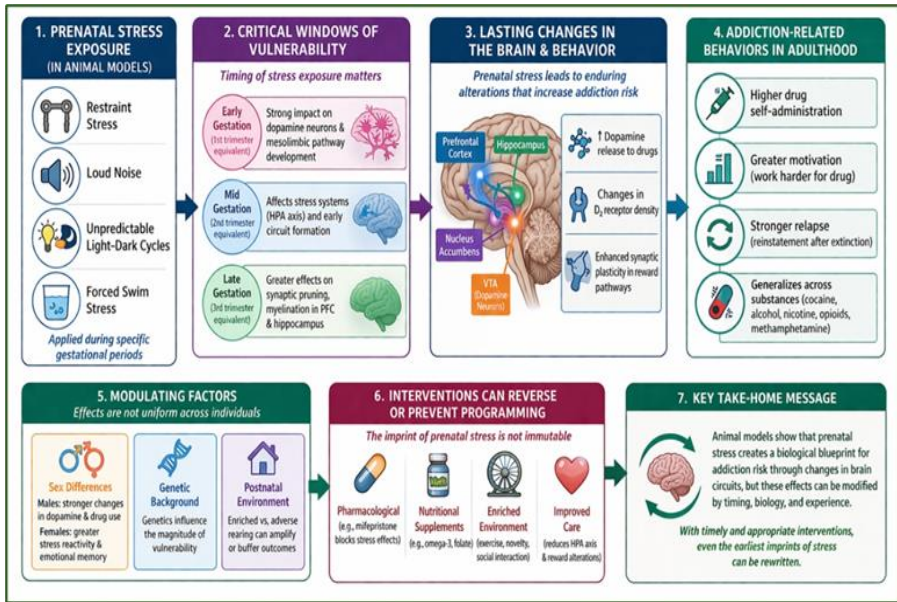 1. PRENATAL STRESS
EXPOSURE
(IN ANIMAL MODELS)
Restraint
Stress
Loud Noise
Unpredictable
Light-Dark Cycles
Forced Swim
Stress
Applied during specific
gestational periods
2. CRITICAL WINDOWS OF
VULNERABILITY
Timing of stress exposure matters
Early
Gestation
(1st trimester
equivalent)
Strong impact on
dopamine neurons &
mesolimbic pathway
development
Mid
Gestation
(2nd trimester
equivalent)
Affects stress systems
(HPA axis) and early
circuit formation
Late
Gestation
(3rd trimester
equivalent)
Greater effects on
synaptic pruning,
myelination in PFC
& hippocampus
3. LASTING CHANGES IN
THE BRAIN & BEHAVIOR
Prenatal stress leads to enduring
alterations that increase addiction risk
Prefrontal
Cortex
Hippocampus
Nucleus
Accumbens
VTA
(Dopamine
Neurons)
↑ Dopamine
release to drugs
Changes in
D₂ receptor density
Enhanced synaptic
plasticity in reward
pathways
4. ADDICTION-RELATED
BEHAVIORS IN ADULTHOOD
Higher drug
self-administration
Greater motivation
(work harder for drug)
Stronger relapse
(reinstatement after extinction)
Generalizes across
substances (cocaine,
alcohol, nicotine, opioids,
methamphetamine)
5. MODULATING FACTORS
Effects are not uniform across individuals
Sex Differences
Males: stronger changes
in dopamine & drug use
Females: greater
stress reactivity &
emotional memory
Genetic
Background
Genetics influence
the magnitude of
vulnerability
Postnatal
Environment
Enriched vs. adverse
rearing can amplify
or buffer outcomes
6. INTERVENTIONS CAN REVERSE
OR PREVENT PROGRAMMING
The imprint of prenatal stress is not immutable
Pharmacological
(e.g., mifepristone
blocks stress effects)
Nutritional
Supplements
(e.g., omega-3, folate)
Enriched
Environment
(exercise, novelty,
social interaction)
Improved
Care
(reduces HPA axis
& reward alterations)
7. KEY TAKE-HOME MESSAGE
Animal models show that prenatal
stress creates a biological blueprint for
addiction risk through changes in brain
circuits, but these effects can be modified
by timing, biology, and experience.
With timely and appropriate interventions,
even the earliest imprints of stress
can be rewritten.